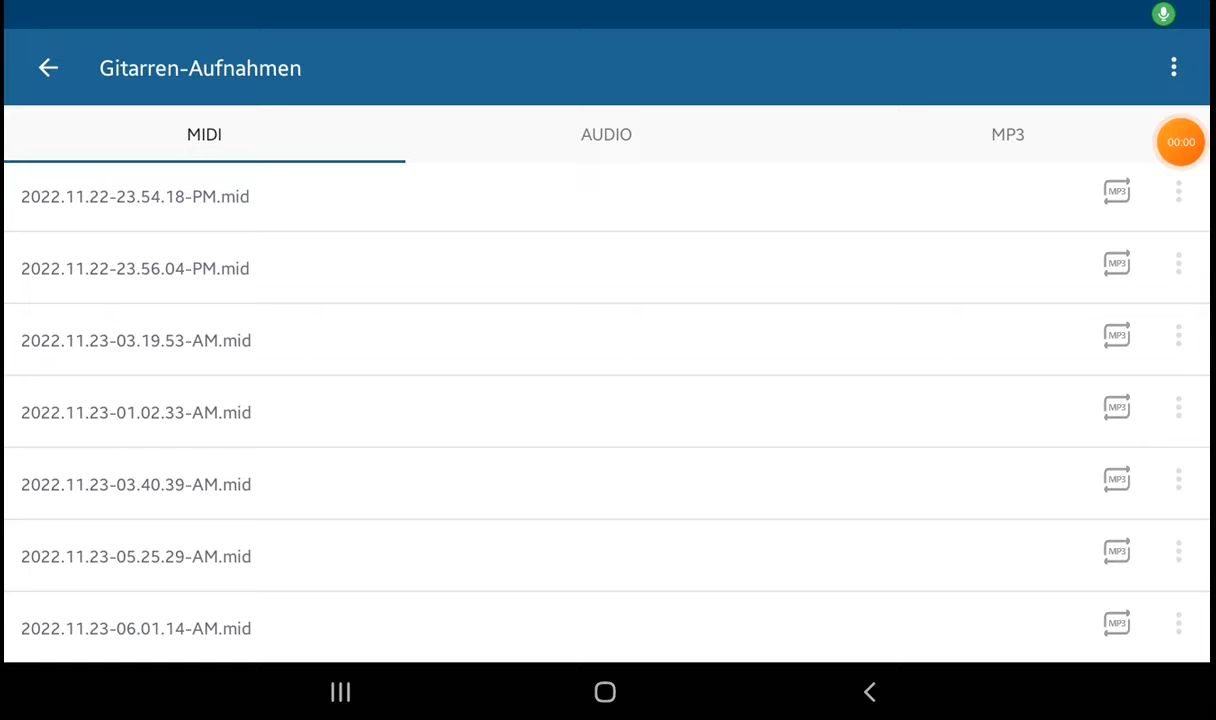 Gitarren-Aufnahmen
MIDI
AUDIO
MP3
00:00
2022.11.22-23.54.18-PM.mid
MP3
2022.11.22-23.56.04-PM.mid
MP3
2022.11.23-03.19.53-AM.mid
MP3
2022.11.23-01.02.33-AM.mid
MP3
2022.11.23-03.40.39-AM.mid
MP3
2022.11.23-05.25.29-AM.mid
MP3
2022.11.23-06.01.14-AM.mid
MP3